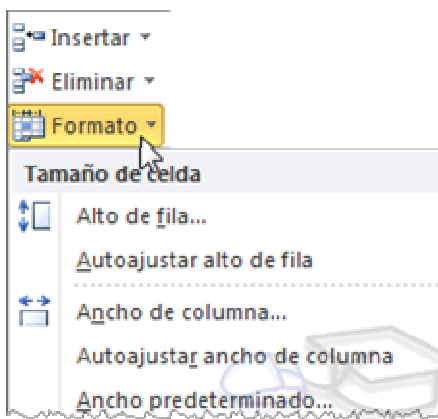 Insertar
Eliminar
Formato
Tamaño de celda
Alto de fila...
Autoajustar alto de fila
Ancho de columna...
Autoajustar ancho de columna
Ancho predeterminado...